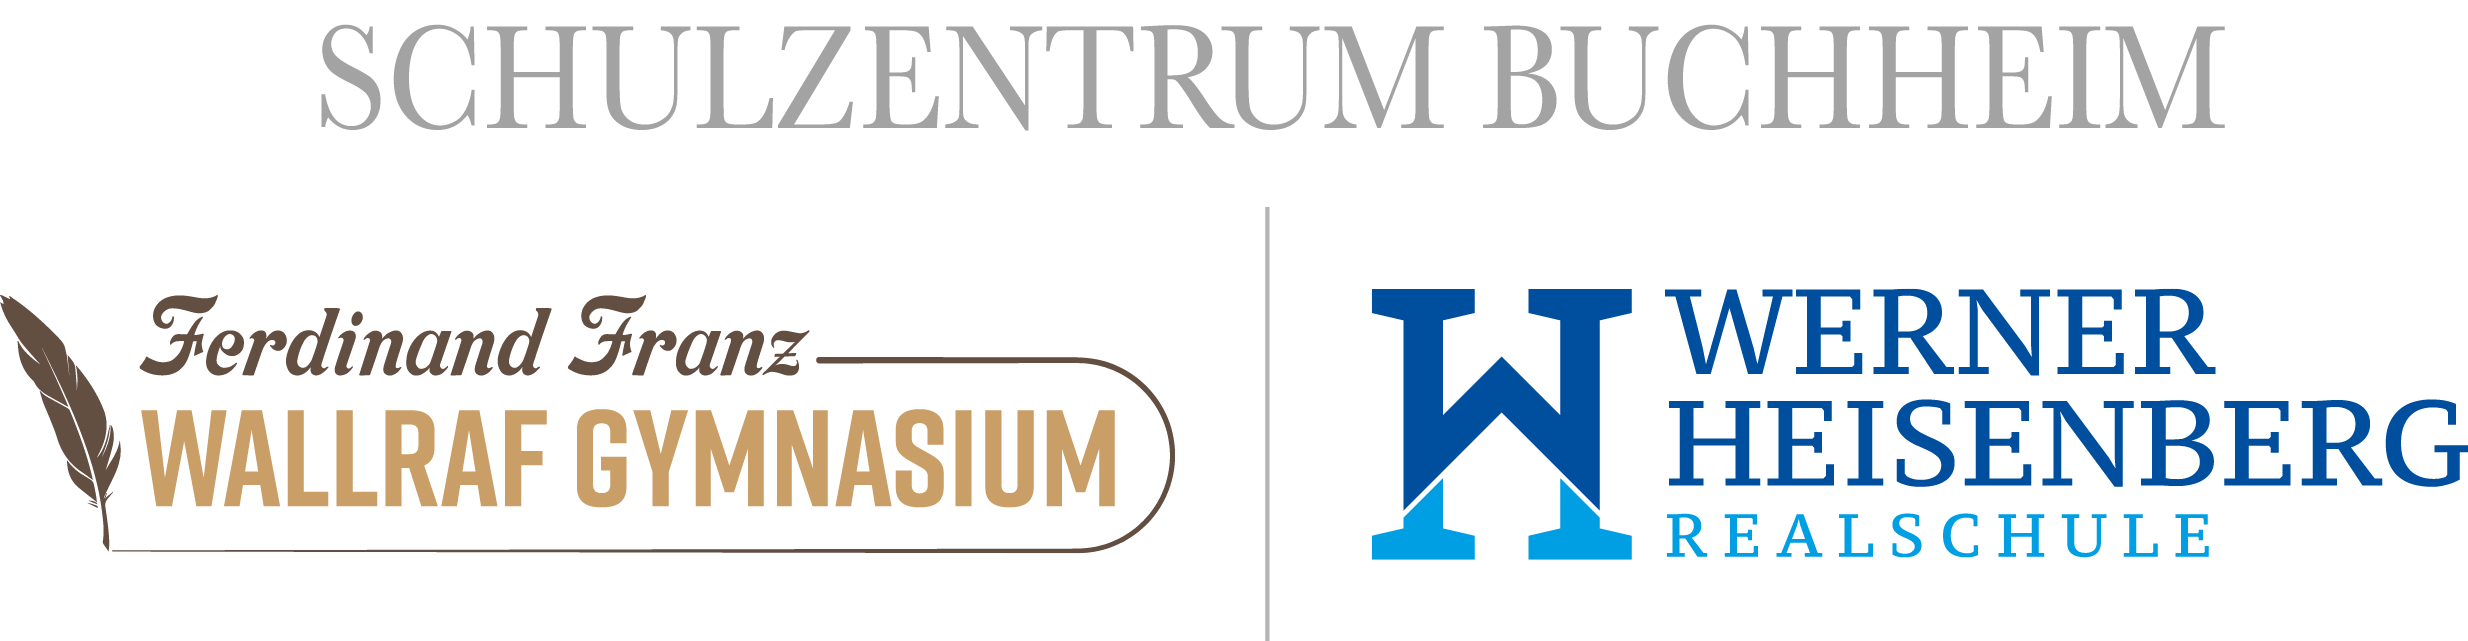 SCHULZENTRUM BUCHHEIM
Ferdinand Franz
WALLRAF GYMNASIUM
WERNER
HEISENBERG
REALSCHULE